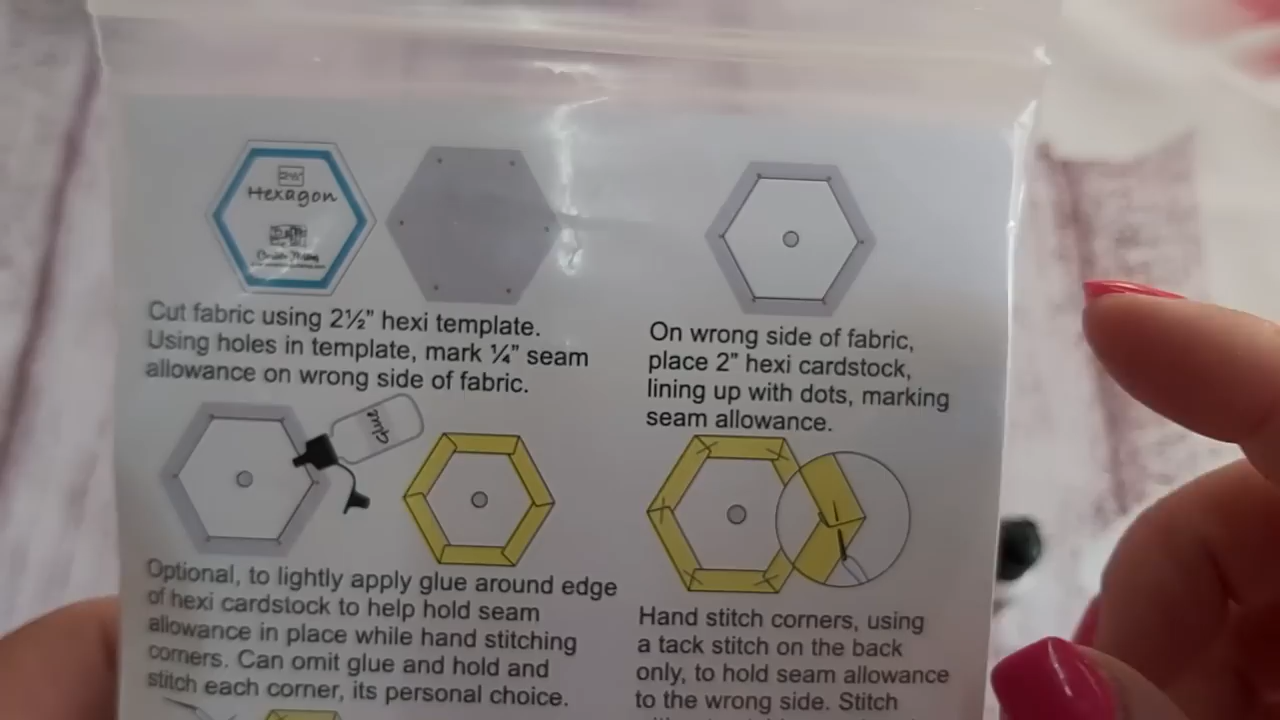 2½"
Hexagon
Cut fabric using 2½" hexi template.
Using holes in template, mark ¼" seam
allowance on wrong side of fabric.
On wrong side of fabric,
place 2" hexi cardstock,
lining up with dots, marking
seam allowance.
Glue
Optional, to lightly apply glue around edge
of hexi cardstock to help hold seam
allowance in place while hand stitching
corners. Can omit glue and hold and
stitch each corner, its personal choice.
Hand stitch corners, using
a tack stitch on the back
only, to hold seam allowance
to the wrong side. Stitch